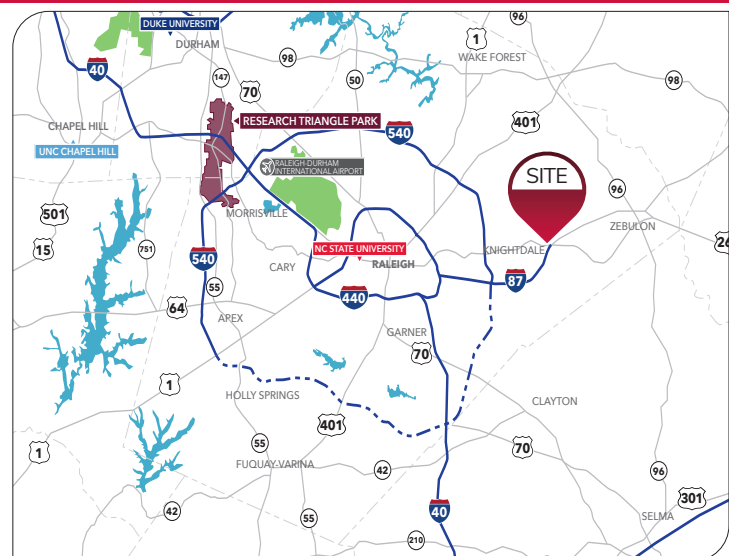 DUKE UNIVERSITY
DURHAM
96
1
WAKE FOREST
40
147
70
98
50
98
401
CHAPEL HILL
RESEARCH TRIANGLE PARK
540
UNC CHAPEL HILL
RALEIGH-DURHAM
INTERNATIONAL AIRPORT
SITE
96
501
MORRISVILLE
ZEBULON
15
751
540
NC STATE UNIVERSITY
RALEIGH
KNIGHTDALE
26
CARY
55
87
64
440
APEX
GARNER
70
1
HOLLY SPRINGS
CLAYTON
401
1
55
70
FUQUAY-VARINA
42
96
42
55
40
301
SELMA
210